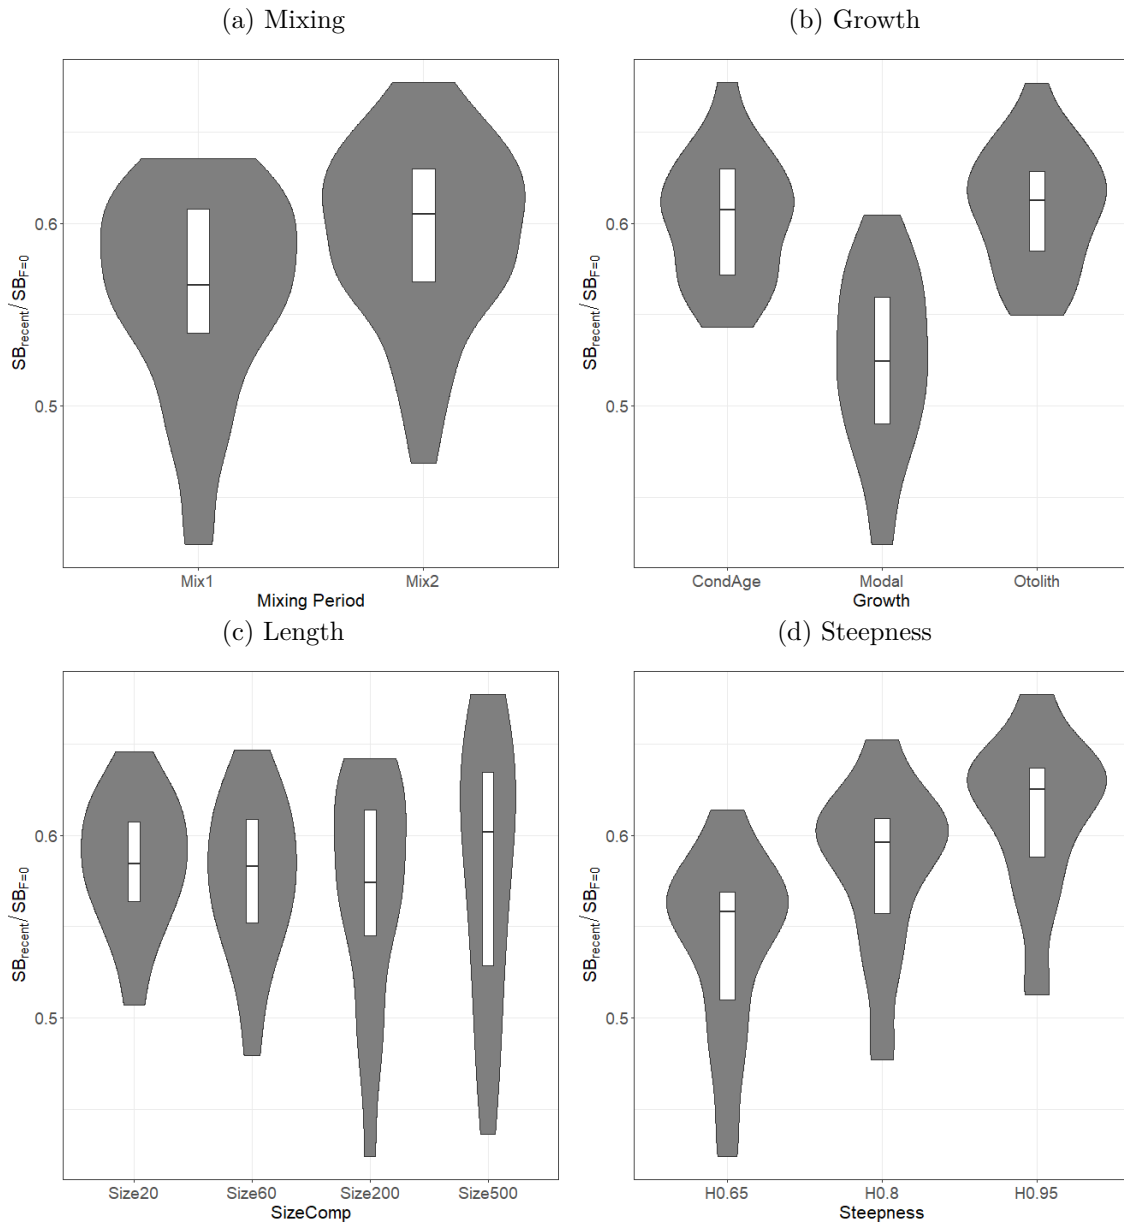 (a) Mixing
(b) Growth
0.6
0.5
SBrecent/ SBF=0
Mix1 Mix2
Mixing Period
0.6
0.5
SBrecent/ SBF=0
CondAge Modal Otolith
Growth
(c) Length
(d) Steepness
0.6
0.5
SBrecent/ SBF=0
Size20 Size60 Size200 Size500
SizeComp
0.6
0.5
SBrecent/ SBF=0
H0.65 H0.8 H0.95
Steepness